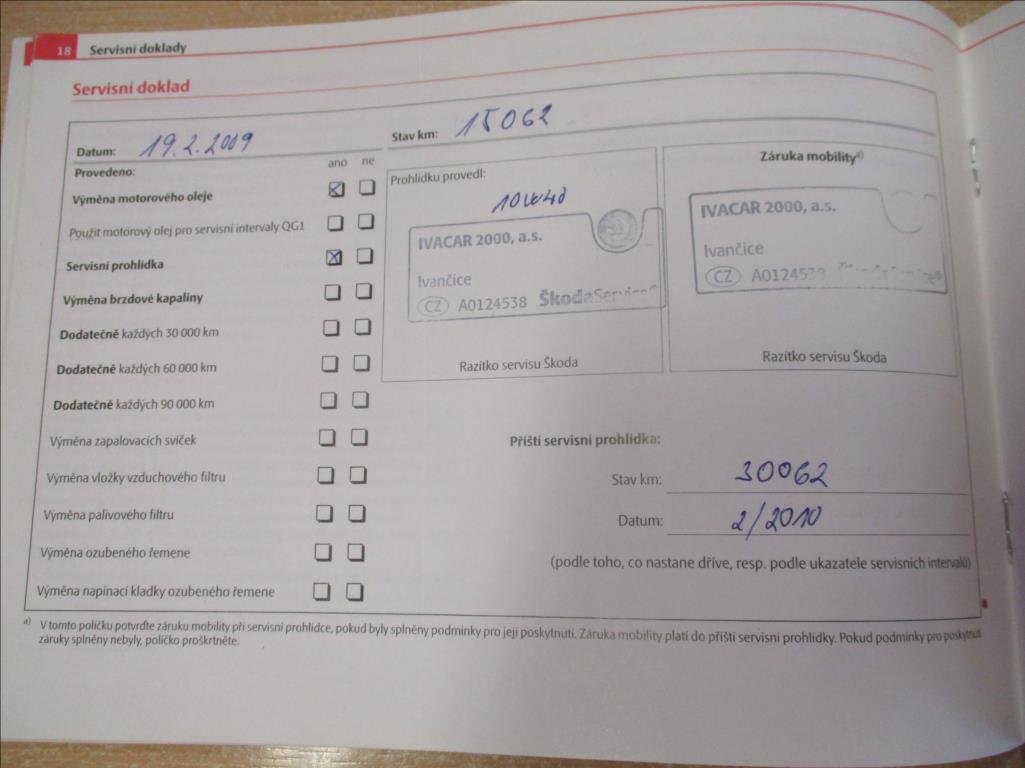 18 Servisní doklady
Servisní doklad
Datum: 19.2.2009
Stav km: 15062
Provedeno: ano ne
Výměna motorového oleje
Použit motorový olej pro servisní intervaly QG1
Servisní prohlídka
Výměna brzdové kapaliny
Dodatečně každých 30 000 km
Dodatečně každých 60 000 km
Dodatečně každých 90 000 km
Výměna zapalovacích svíček
Výměna vložky vzduchového filtru
Výměna palivového filtru
Výměna ozubeného řemene
Výměna napínací kladky ozubeného řemene
Prohlídku provedl:
10W40
IVACAR 2000, a.s.
Ivančice
CZ A0124538 ŠkodaService®
Razítko servisu Škoda
Záruka mobility a)
IVACAR 2000, a.s.
Ivančice
CZ
Razítko servisu Škoda
Příští servisní prohlídka:
Stav km: 30062
Datum: 2/2010
(podle toho, co nastane dříve, resp. podle ukazatele servisních intervalů)
a) V tomto políčku potvrďte záruku mobility při servisní prohlídce, pokud byly splněny podmínky pro její poskytnutí. Záruka mobility platí do příští servisní prohlídky. Pokud podmínky pro poskytnutí
záruky splněny nebyly, políčko proškrtněte.